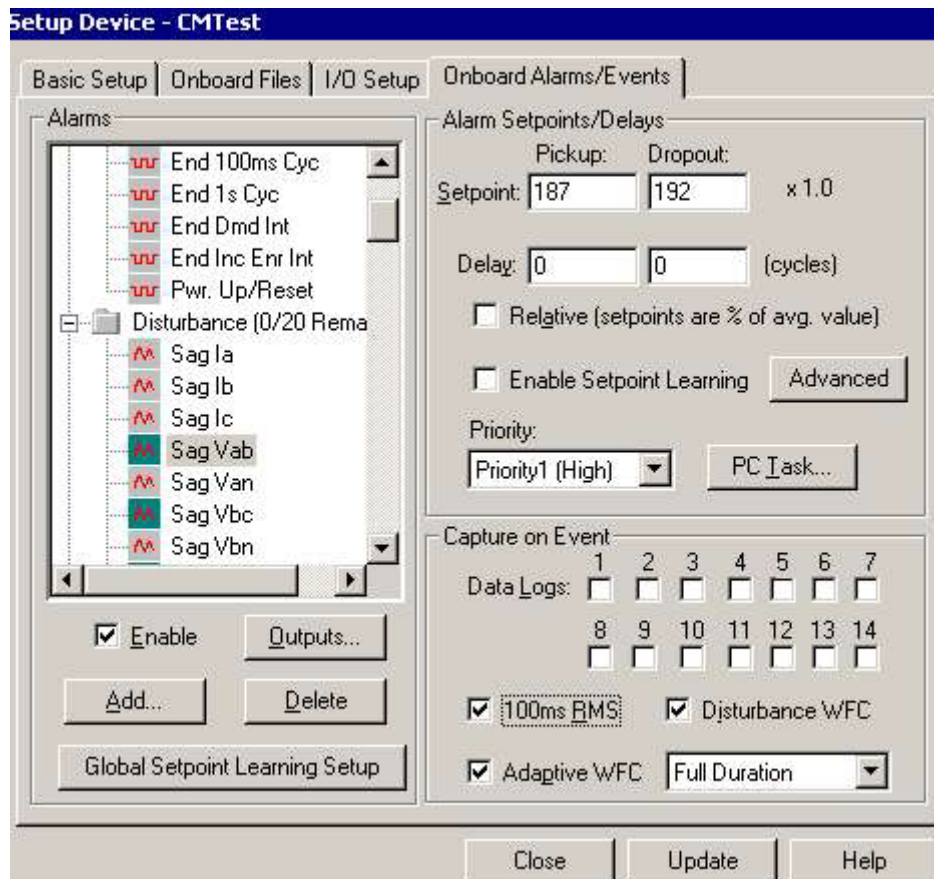 Setup Device - CMTest
Basic Setup
Onboard Files
I/O Setup
Onboard Alarms/Events
Alarms
End 100ms Cyc
End 1s Cyc
End Dmd Int
End Inc Enr Int
Pwr. Up/Reset
Disturbance (0/20 Rema
Sag Ia
Sag Ib
Sag Ic
Sag Vab
Sag Van
Sag Vbc
Sag Vbn
Enable
Outputs...
Add...
Delete
Global Setpoint Learning Setup
Alarm Setpoints/Delays
Pickup: Dropout:
Setpoint: 187 192 x 1.0
Delay: 0 0 (cycles)
Relative (setpoints are % of avg. value)
Enable Setpoint Learning
Advanced
Priority:
Priority1 (High)
PC Task...
Capture on Event
1 2 3 4 5 6 7
Data Logs:
8 9 10 11 12 13 14
100ms RMS
Disturbance WFC
Adaptive WFC
Full Duration
Close
Update
Help